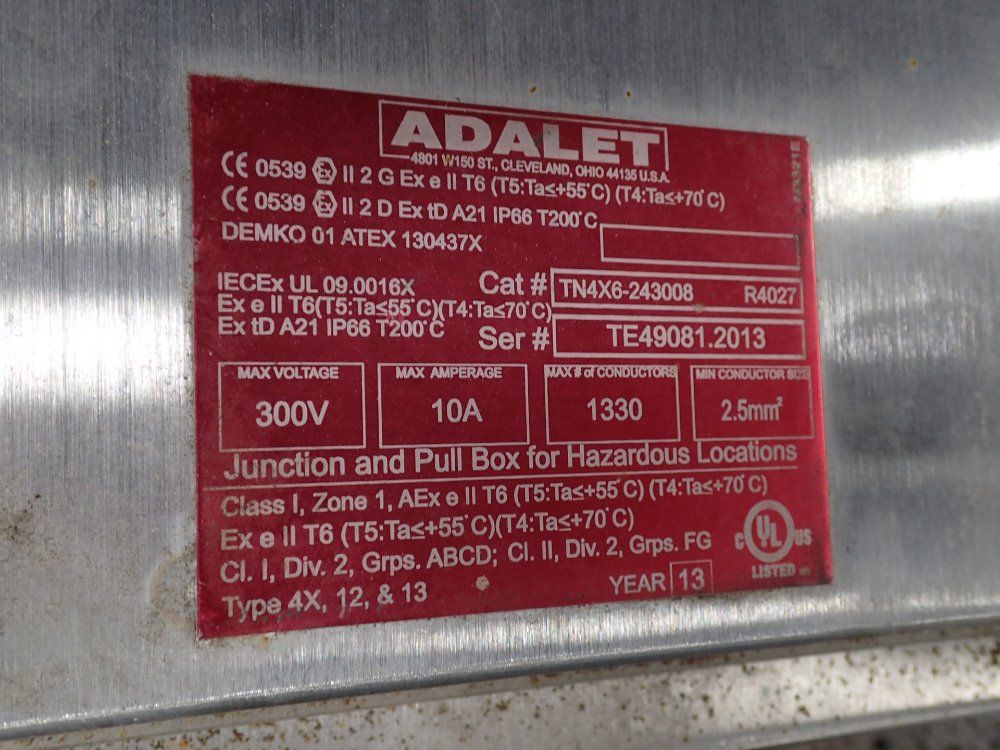 ADALET
4801 W150 ST., CLEVELAND, OHIO 44135 U.S.A.
CE 0539 Ex II 2 G Ex e II T6 (T5:Ta≤+55°C) (T4:Ta≤+70°C)
CE 0539 Ex II 2 D Ex tD A21 IP66 T200°C
DEMKO 01 ATEX 130437X
IECEx UL 09.0016X
Ex e II T6(T5:Ta≤55°C)(T4:Ta≤70°C)
Ex tD A21 IP66 T200°C
Cat # TN4X6-243008 R4027
Ser # TE49081.2013
MAX VOLTAGE
300V
MAX AMPERAGE
10A
MAX # of CONDUCTORS
1330
MIN CONDUCTOR SIZE
2.5mm²
Junction and Pull Box for Hazardous Locations
Class I, Zone 1, AEx e II T6 (T5:Ta≤+55°C) (T4:Ta≤+70°C)
Ex e II T6 (T5:Ta≤+55°C)(T4:Ta≤+70°C)
Cl. I, Div. 2, Grps. ABCD; Cl. II, Div. 2, Grps. FG
Type 4X, 12, & 13
YEAR 13
C UL US
LISTED